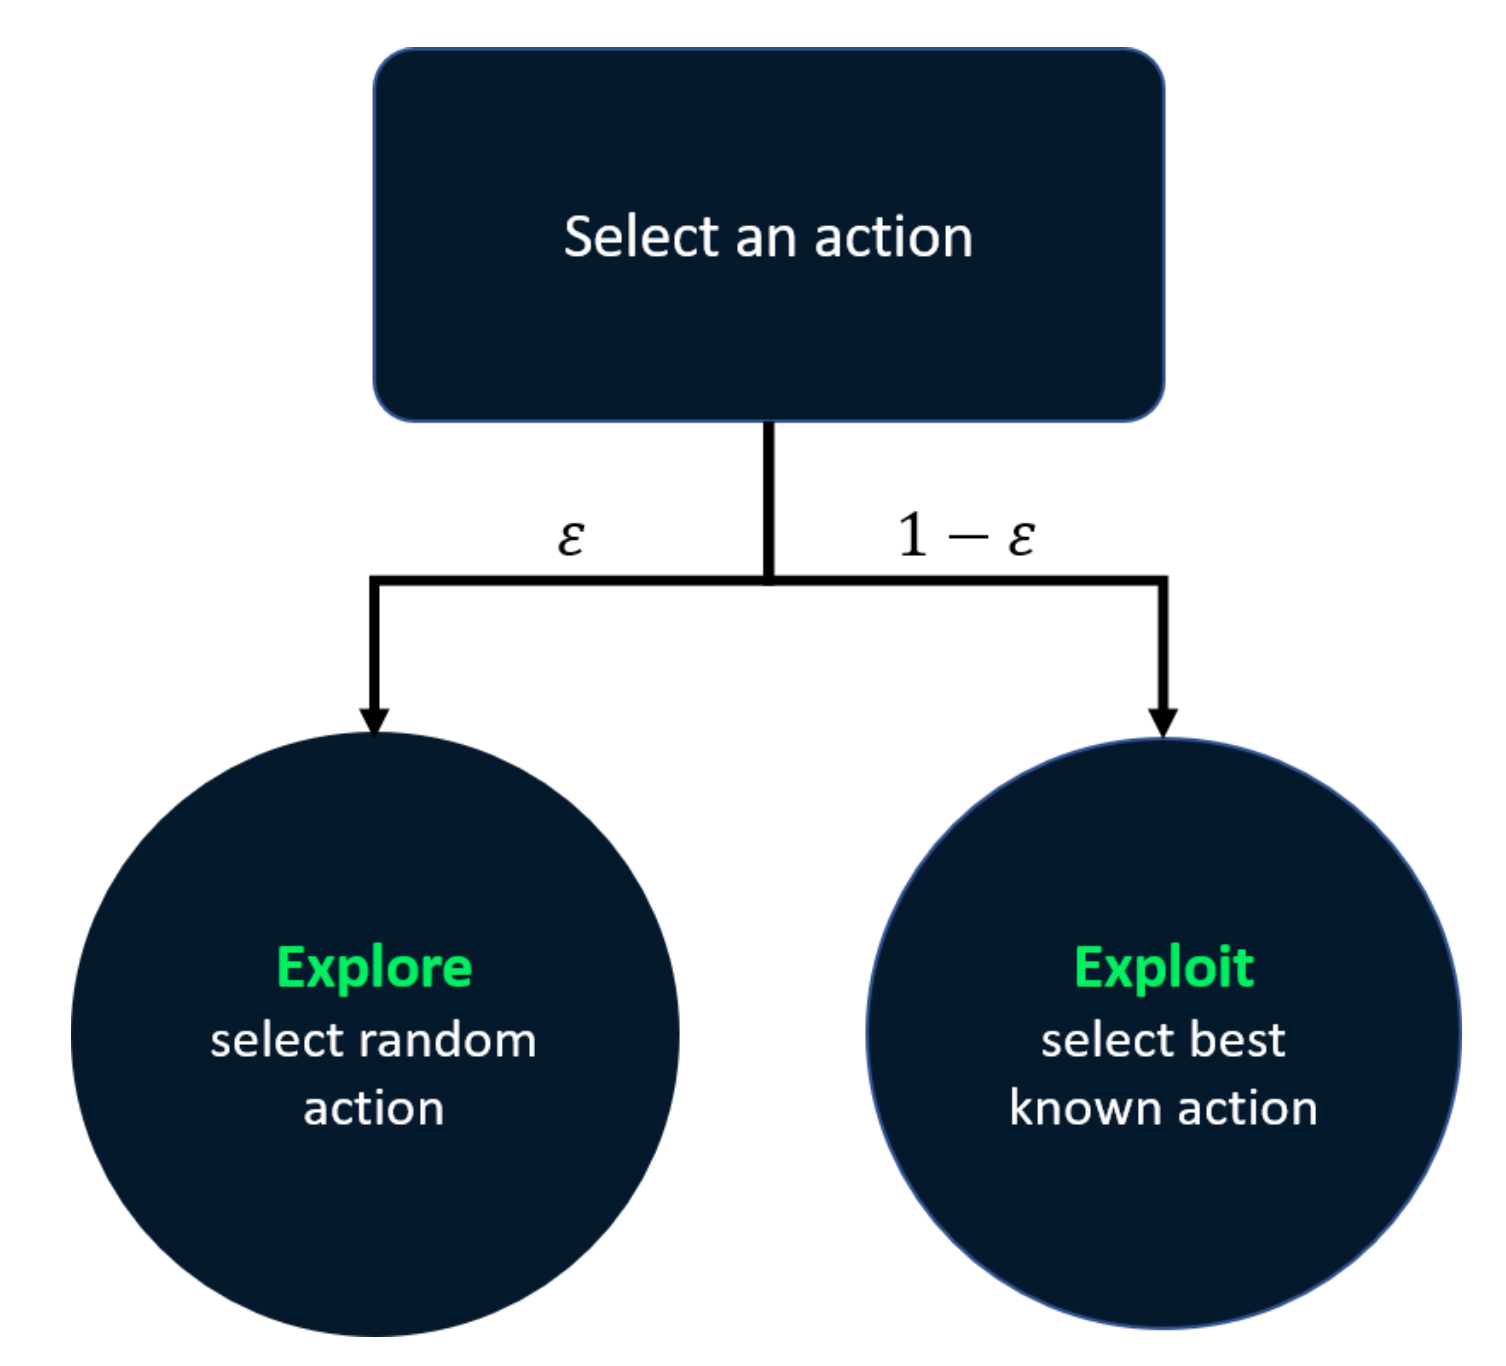 Select an action
ε
1 − ε
Explore
select random
action
Exploit
select best
known action